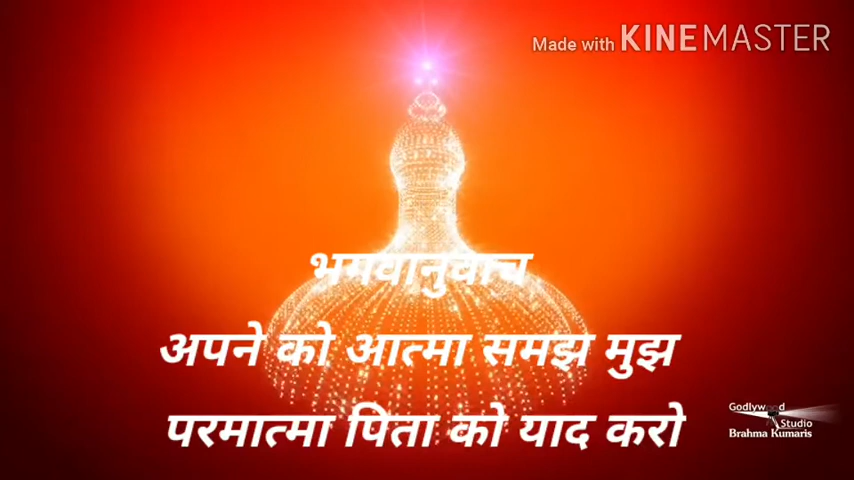 Made with KINEMASTER
भगवानुवाच
अपने को आत्मा समझ मुझ
परमात्मा पिता को याद करो
Godlywood
Studio
Brahma Kumaris